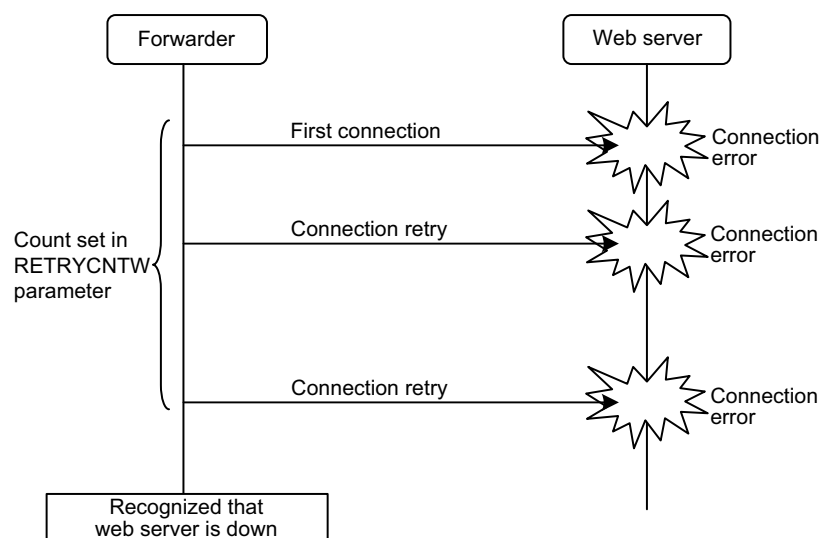 Forwarder
Web server
First connection
Connection
error
Connection retry
Connection
error
Count set in
RETRYCNTW
parameter
Connection retry
Connection
error
Recognized that
web server is down